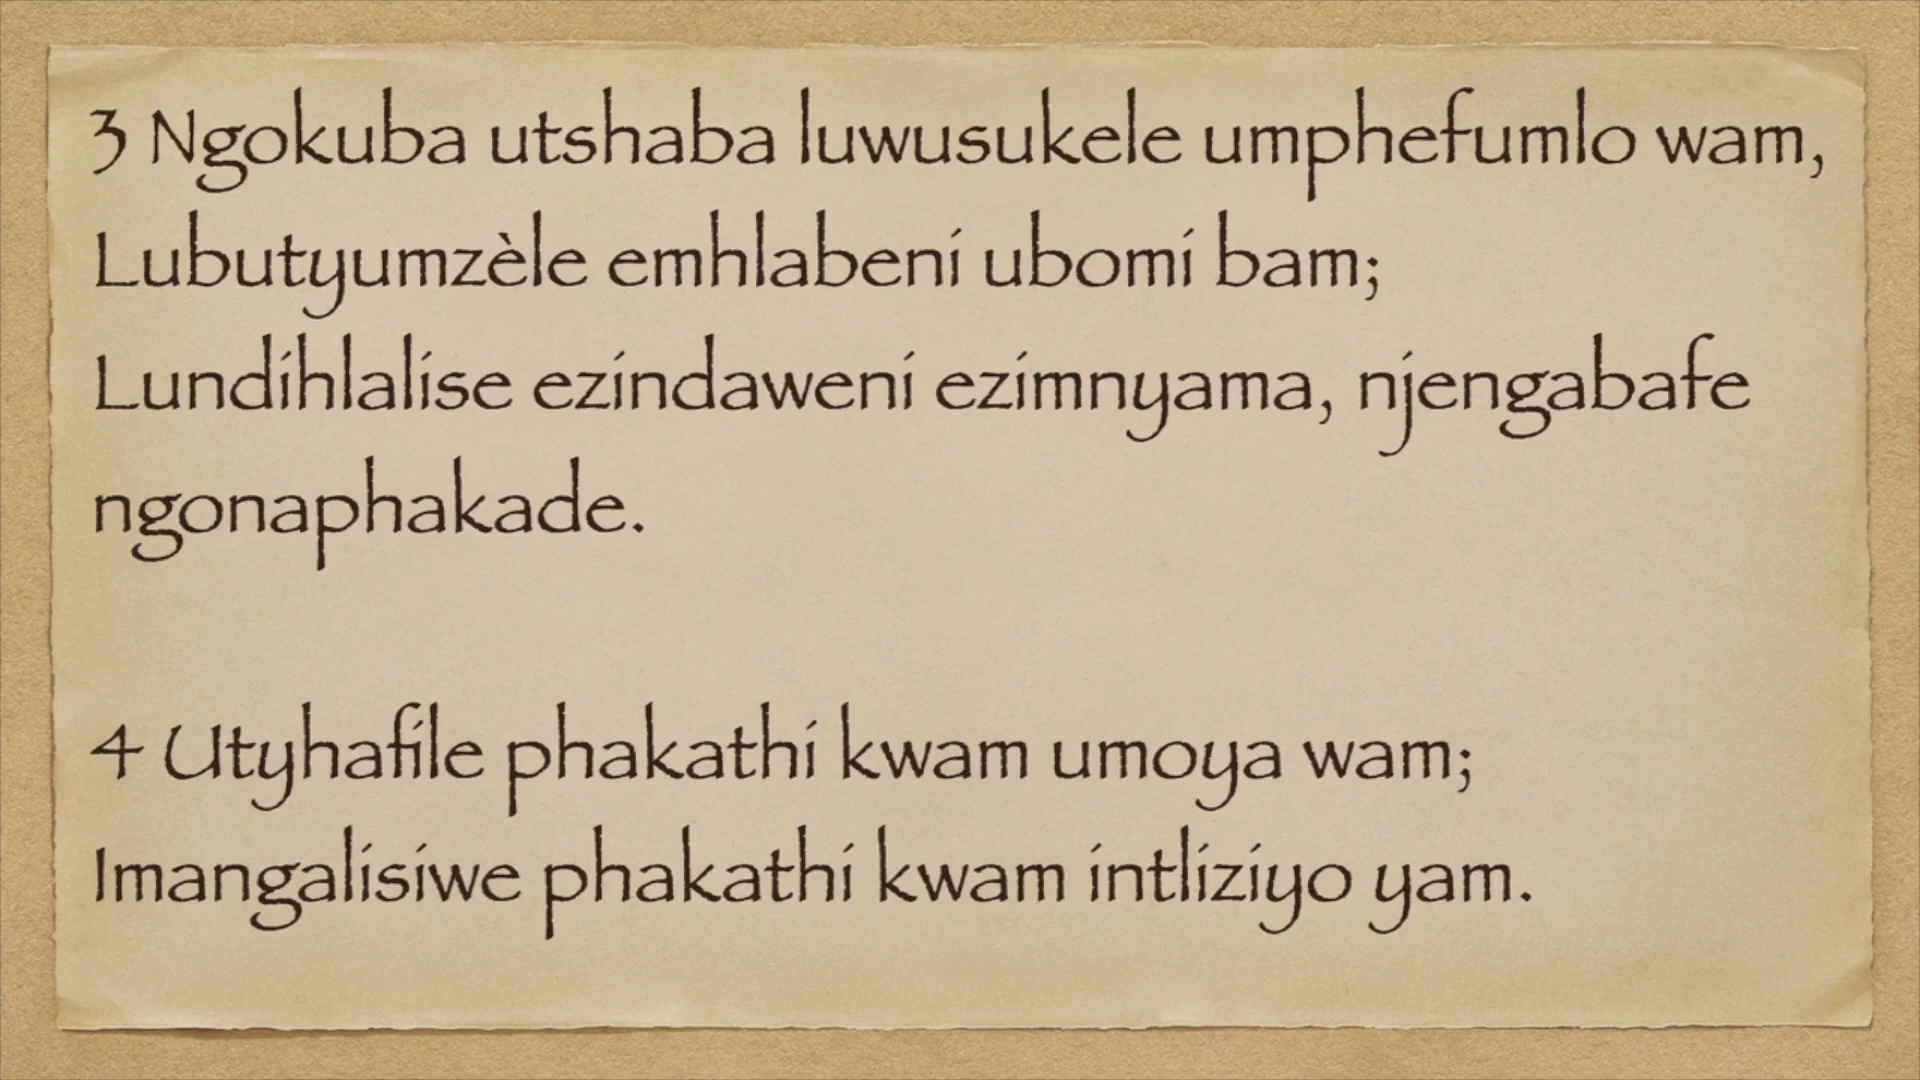 3 Ngokuba utshaba luwusukele umphefumlo wam,
Lubutyumzèle emhlabeni ubomi bam;
Lundihlalise ezindaweni ezimnyama, njengabafe
ngonaphakade.
4 Utyhafile phakathi kwam umoya wam;
Imangalisiwe phakathi kwam intliziyo yam.